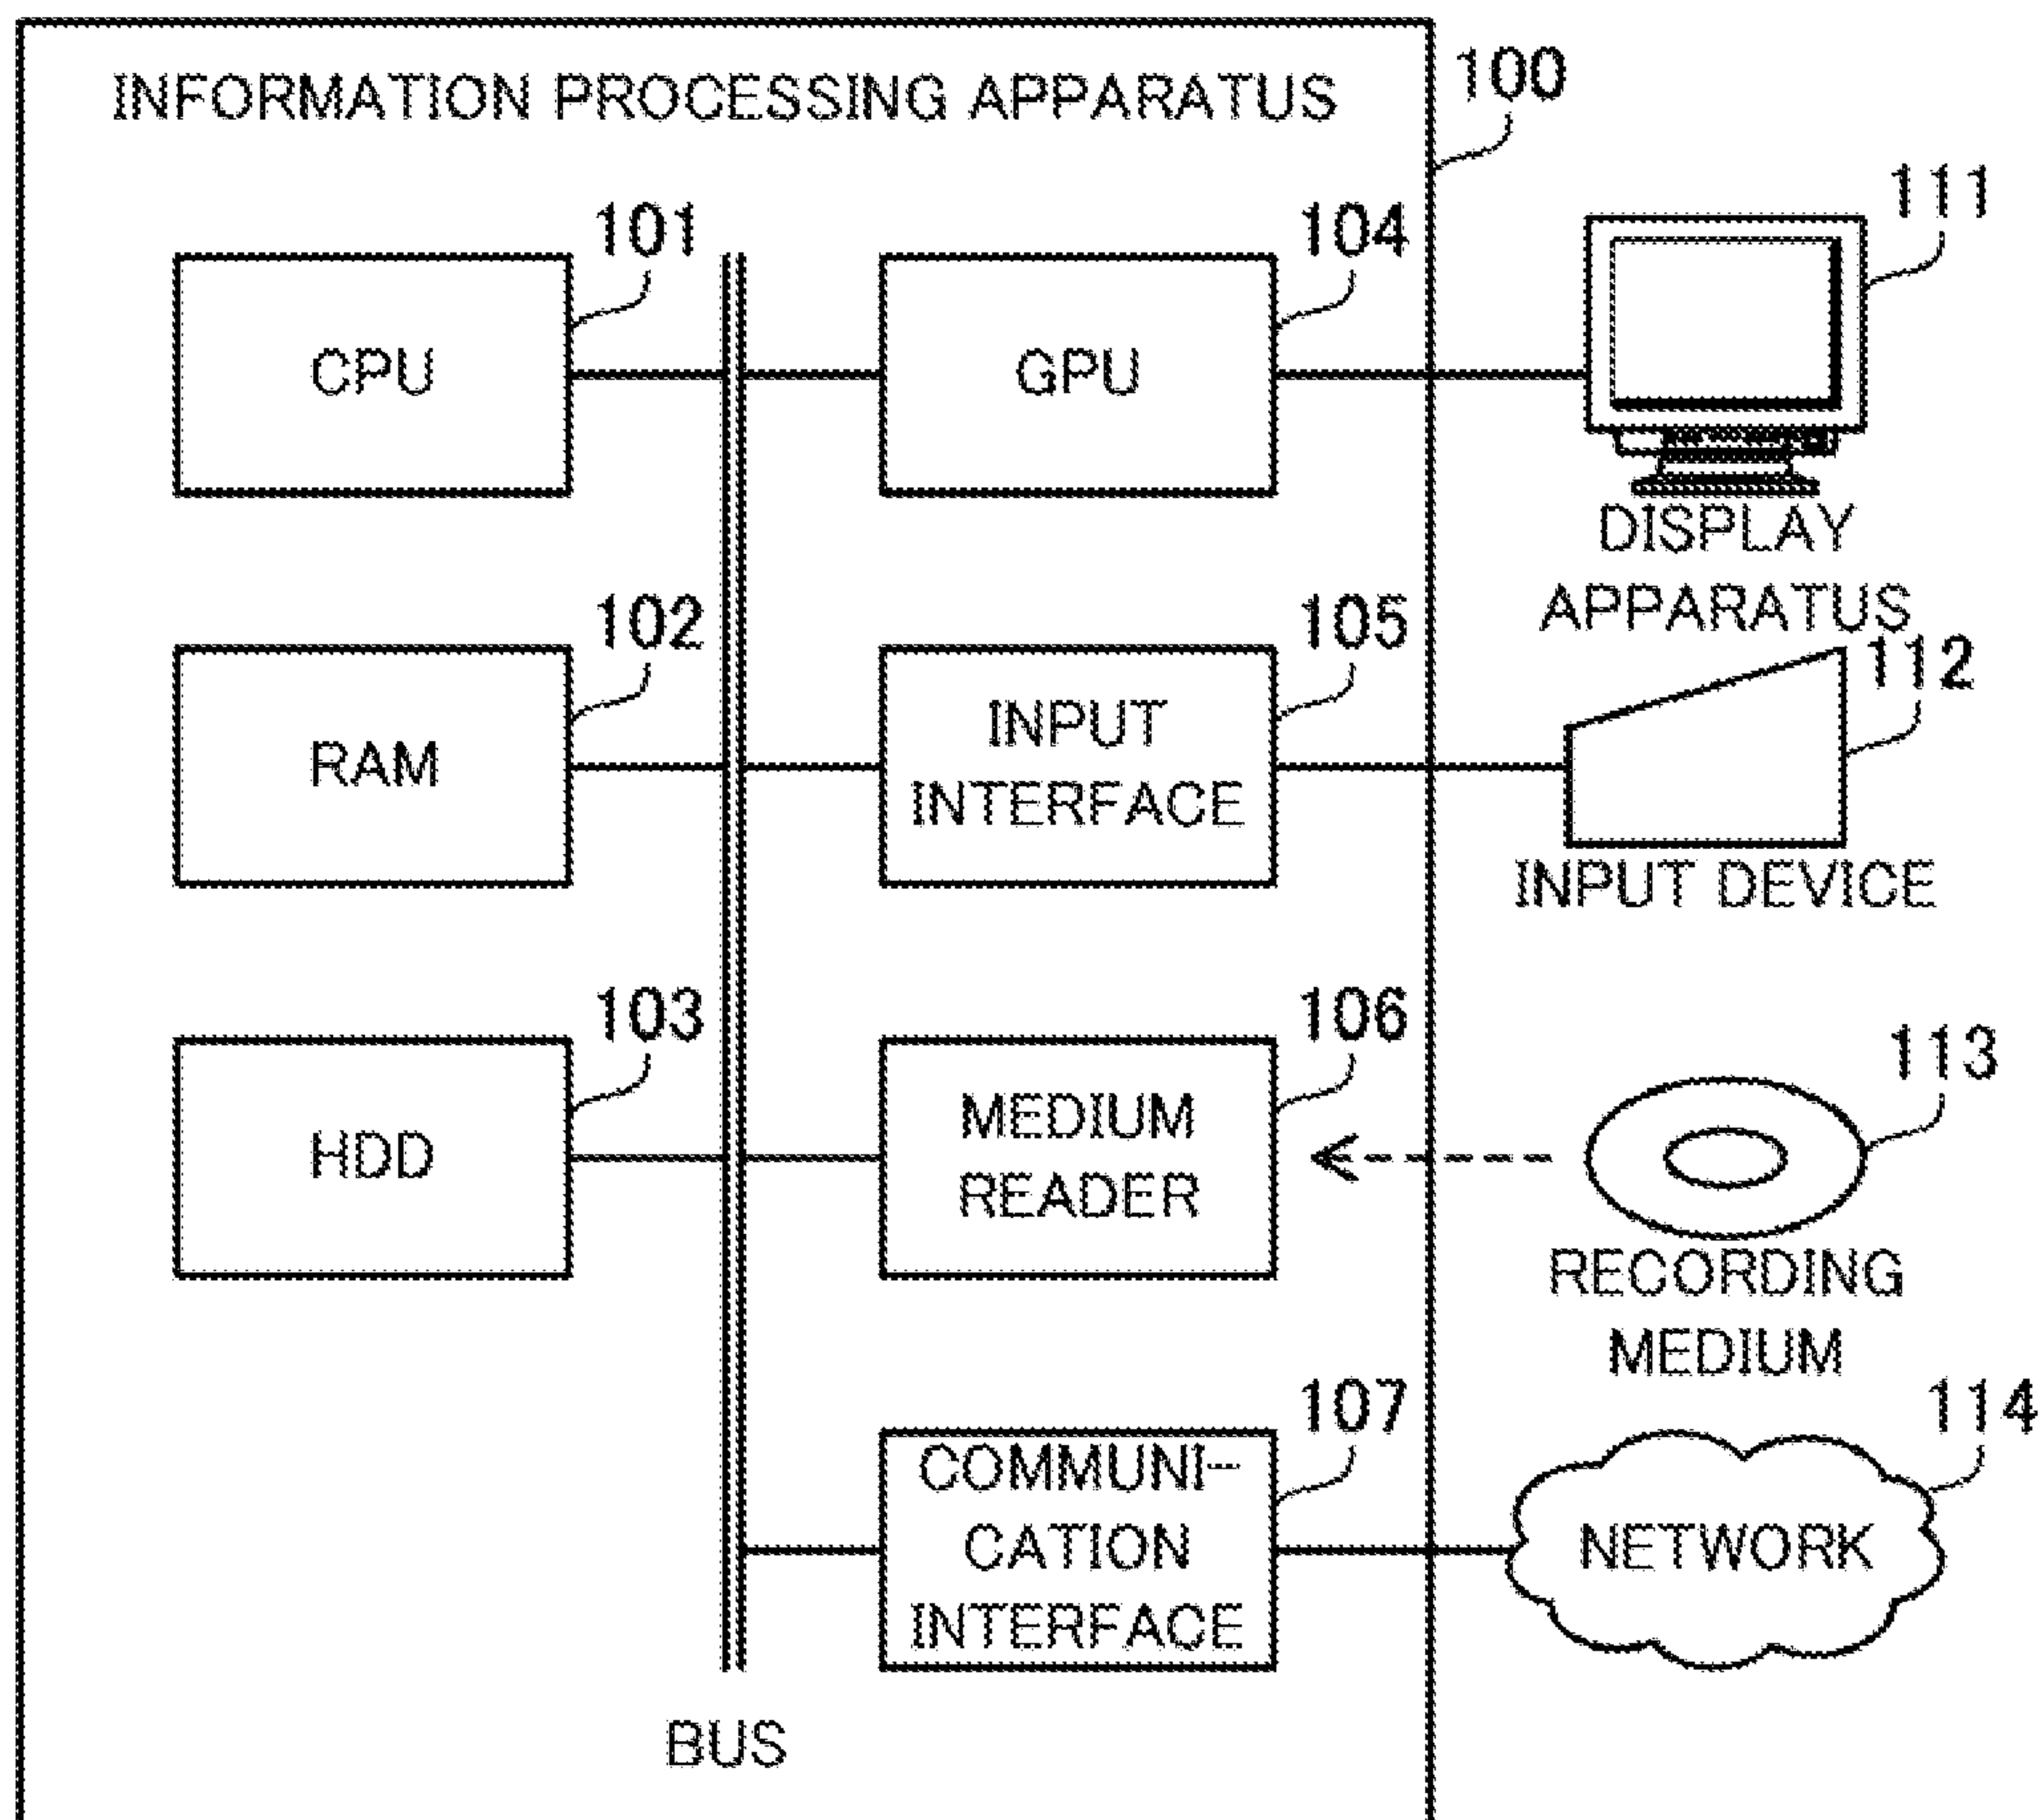 INFORMATION PROCESSING APPARATUS
100
101
CPU
104
GPU
111
DISPLAY
APPARATUS
102
RAM
105
INPUT
INTERFACE
112
INPUT DEVICE
103
HDD
106
MEDIUM
READER
113
RECORDING
MEDIUM
107
COMMUNI-
CATION
INTERFACE
114
NETWORK
BUS